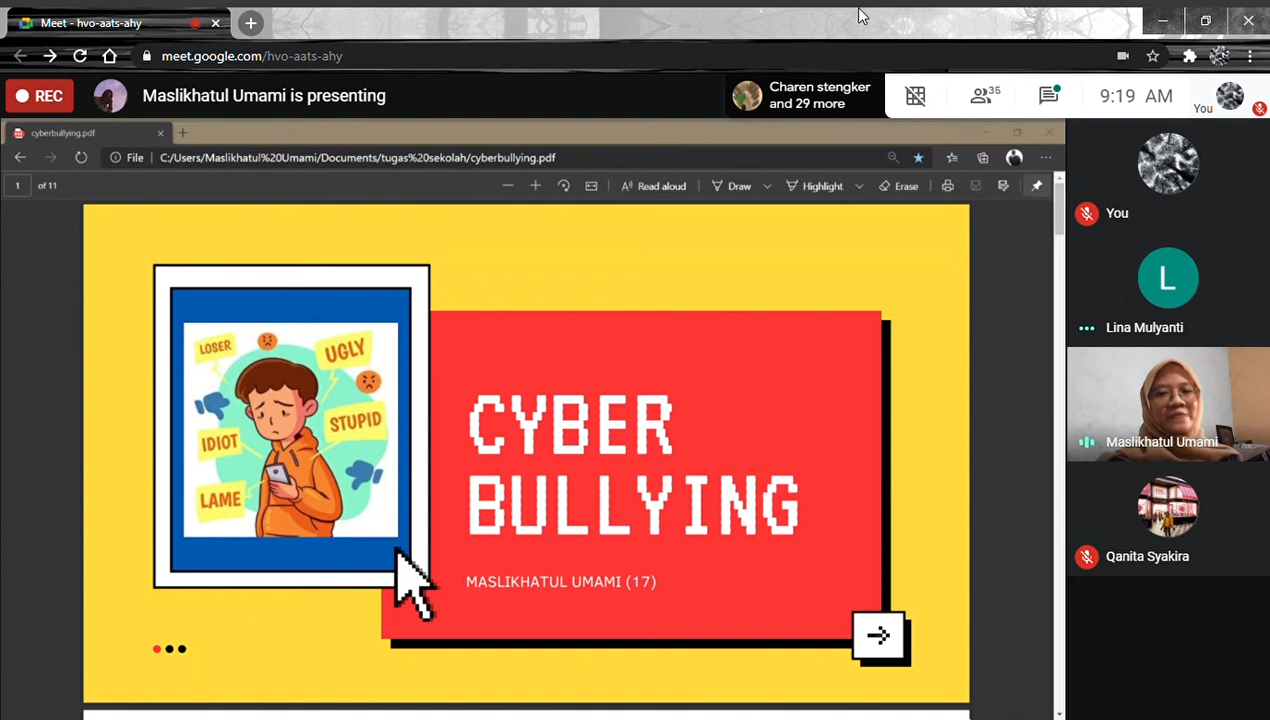 Meet - hvo-aats-ahy
meet.google.com/hvo-aats-ahy
REC
Maslikhatul Umami is presenting
Charen stengker
and 29 more
35
9:19 AM
You
cyberbullying.pdf
File
C:/Users/Maslikhatul%20Umami/Documents/tugas%20sekolah/cyberbullying.pdf
1
of 11
Read aloud
Draw
Highlight
Erase
LOSER
UGLY
STUPID
IDIOT
LAME
CYBER
BULLYING
MASLIKHATUL UMAMI (17)
You
L
Lina Mulyanti
Maslikhatul Umami
Qanita Syakira